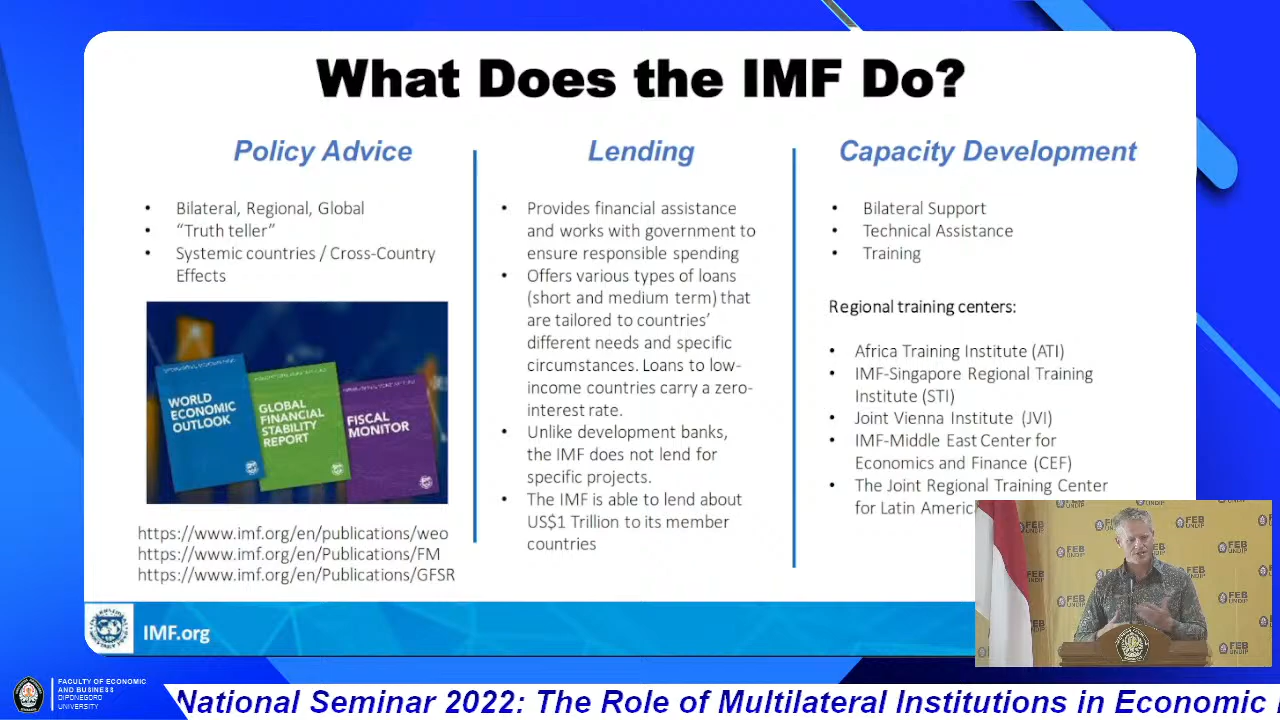 What Does the IMF Do?
Policy Advice
• Bilateral, Regional, Global
• “Truth teller”
• Systemic countries / Cross-Country
Effects
WORLD
ECONOMIC
OUTLOOK
GLOBAL
FINANCIAL
STABILITY
REPORT
FISCAL
MONITOR
https://www.imf.org/en/publications/weo
https://www.imf.org/en/Publications/FM
https://www.imf.org/en/Publications/GFSR
Lending
• Provides financial assistance
and works with government to
ensure responsible spending
• Offers various types of loans
(short and medium term) that
are tailored to countries’
different needs and specific
circumstances. Loans to low-
income countries carry a zero-
interest rate.
• Unlike development banks,
the IMF does not lend for
specific projects.
• The IMF is able to lend about
US$1 Trillion to its member
countries
Capacity Development
• Bilateral Support
• Technical Assistance
• Training
Regional training centers:
• Africa Training Institute (ATI)
• IMF-Singapore Regional Training
Institute (STI)
• Joint Vienna Institute (JVI)
• IMF-Middle East Center for
Economics and Finance (CEF)
• The Joint Regional Training Center
for Latin Americ
FEB
UNDIP
IMF.org
FACULTY OF ECONOMIC
AND BUSINESS
DIPONEGORO
UNIVERSITY
National Seminar 2022: The Role of Multilateral Institutions in Economic